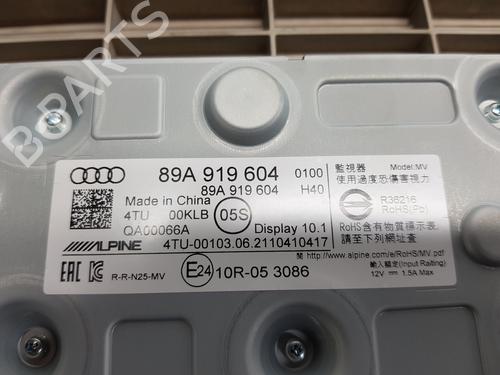 B-PARTS
89A 919 604 0100
89A 919 604 H40
Made in China
4TU 00KLB 05S
QA00066A Display 10.1
ALPINE 4TU-00103.06.2110410417
EAC R-R-N25-MV E24 10R-05 3086
監視器 Model:MV
使用過度恐傷害視力
R36216
RoHS(Pb)
RoHS含有物質標示表
請至下列網址
http://www.alpine.com/e/RoHS/MV.pdf
輸入額定(Input Raiting)
12V 1.5A Max